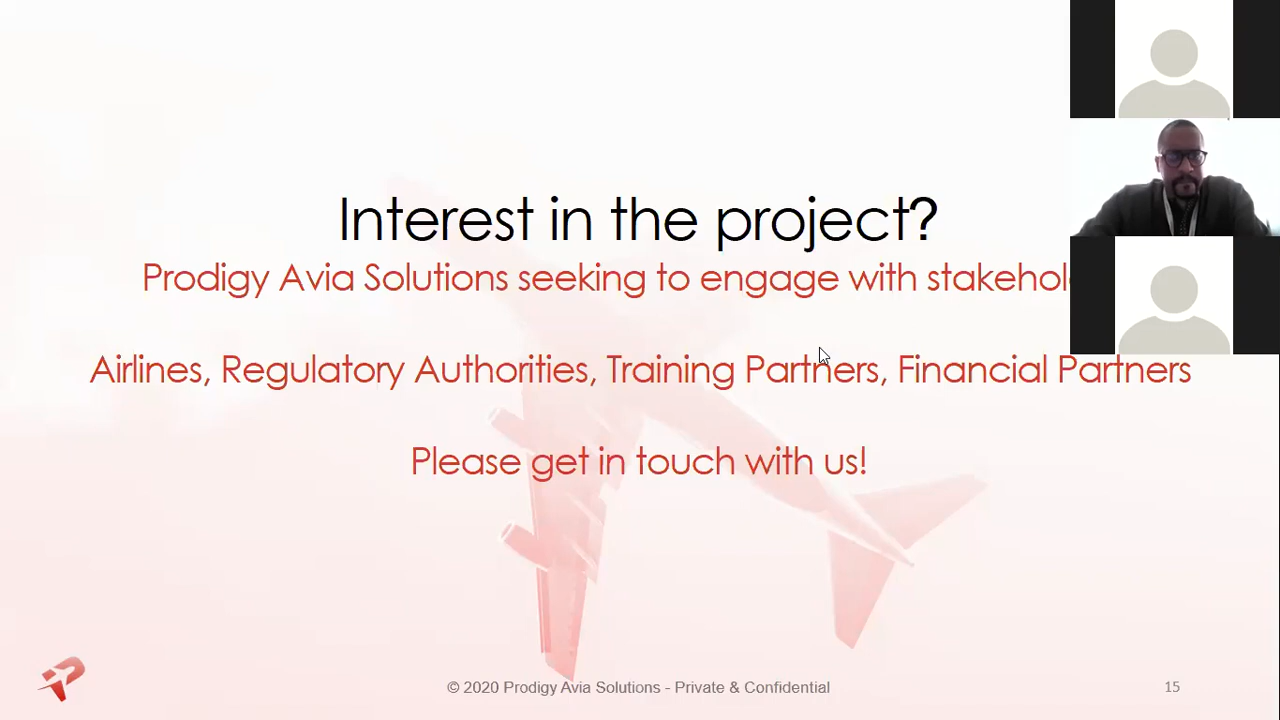 Interest in the project?
Prodigy Avia Solutions seeking to engage with
Airlines, Regulatory Authorities, Training Partners, Financial Partners
Please get in touch with us!
© 2020 Prodigy Avia Solutions - Private & Confidential
15